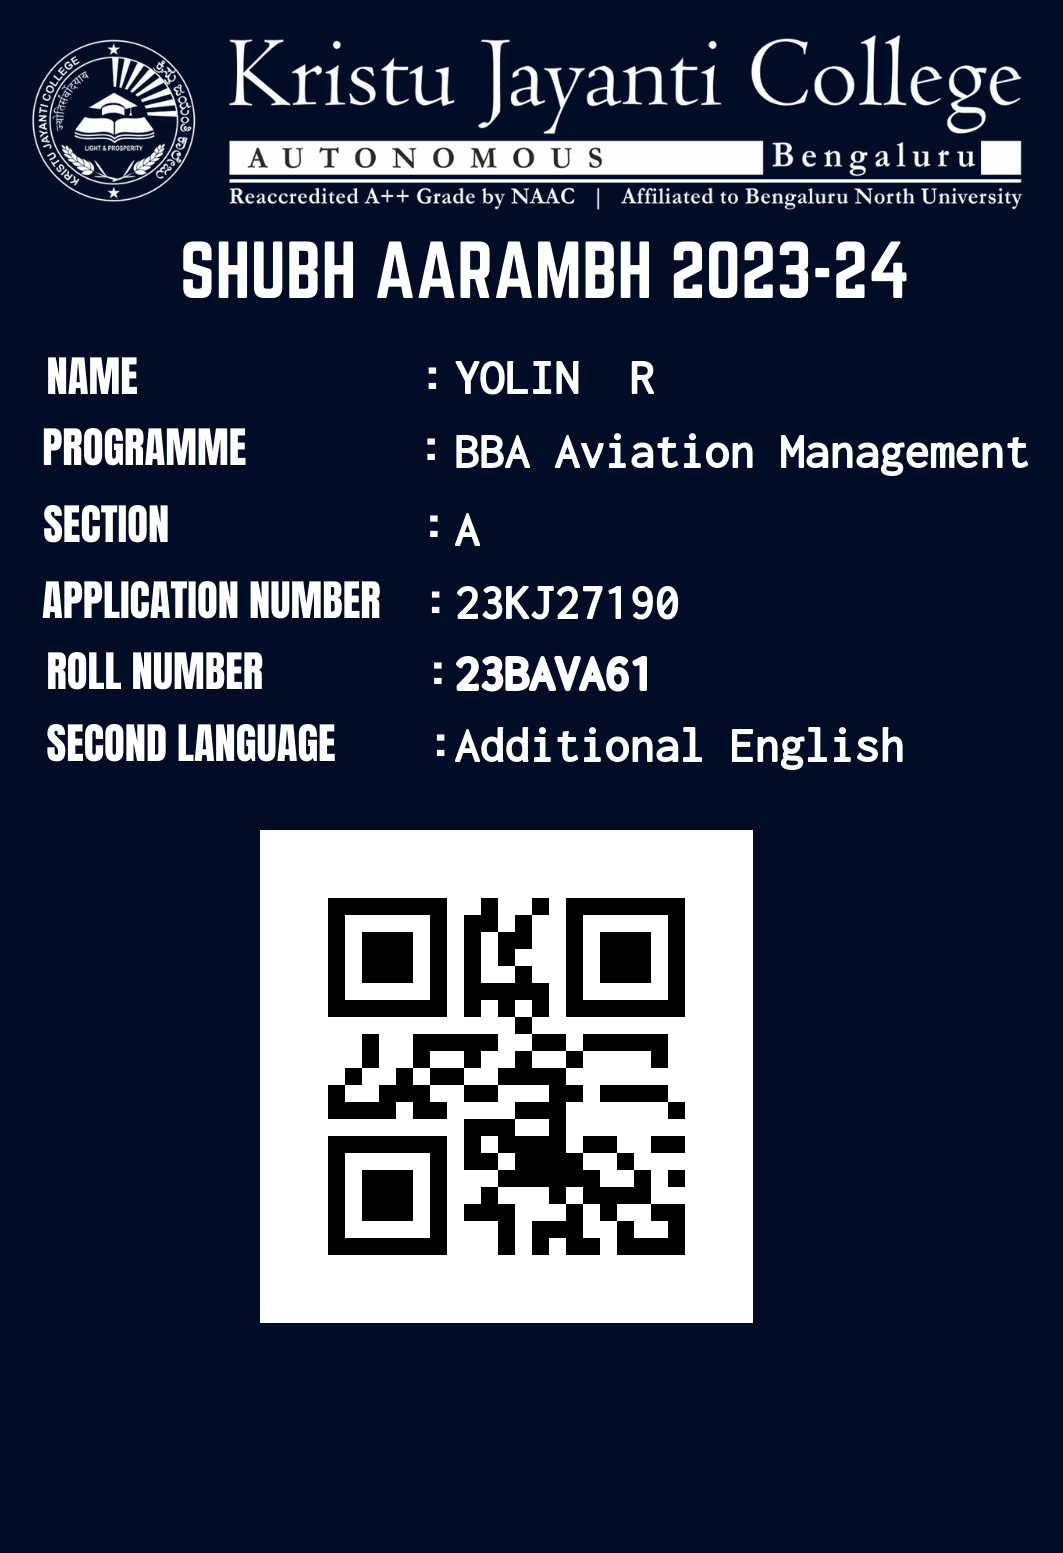 Kristu Jayanti College
AUTONOMOUS Bengaluru
Reaccredited A++ Grade by NAAC | Affiliated to Bengaluru North University
KRISTU JAYANTI COLLEGE
LIGHT & PROSPERITY
SHUBH AARAMBH 2023-24
NAME : YOLIN R
PROGRAMME : BBA Aviation Management
SECTION : A
APPLICATION NUMBER : 23KJ27190
ROLL NUMBER : 23BAVA61
SECOND LANGUAGE : Additional English